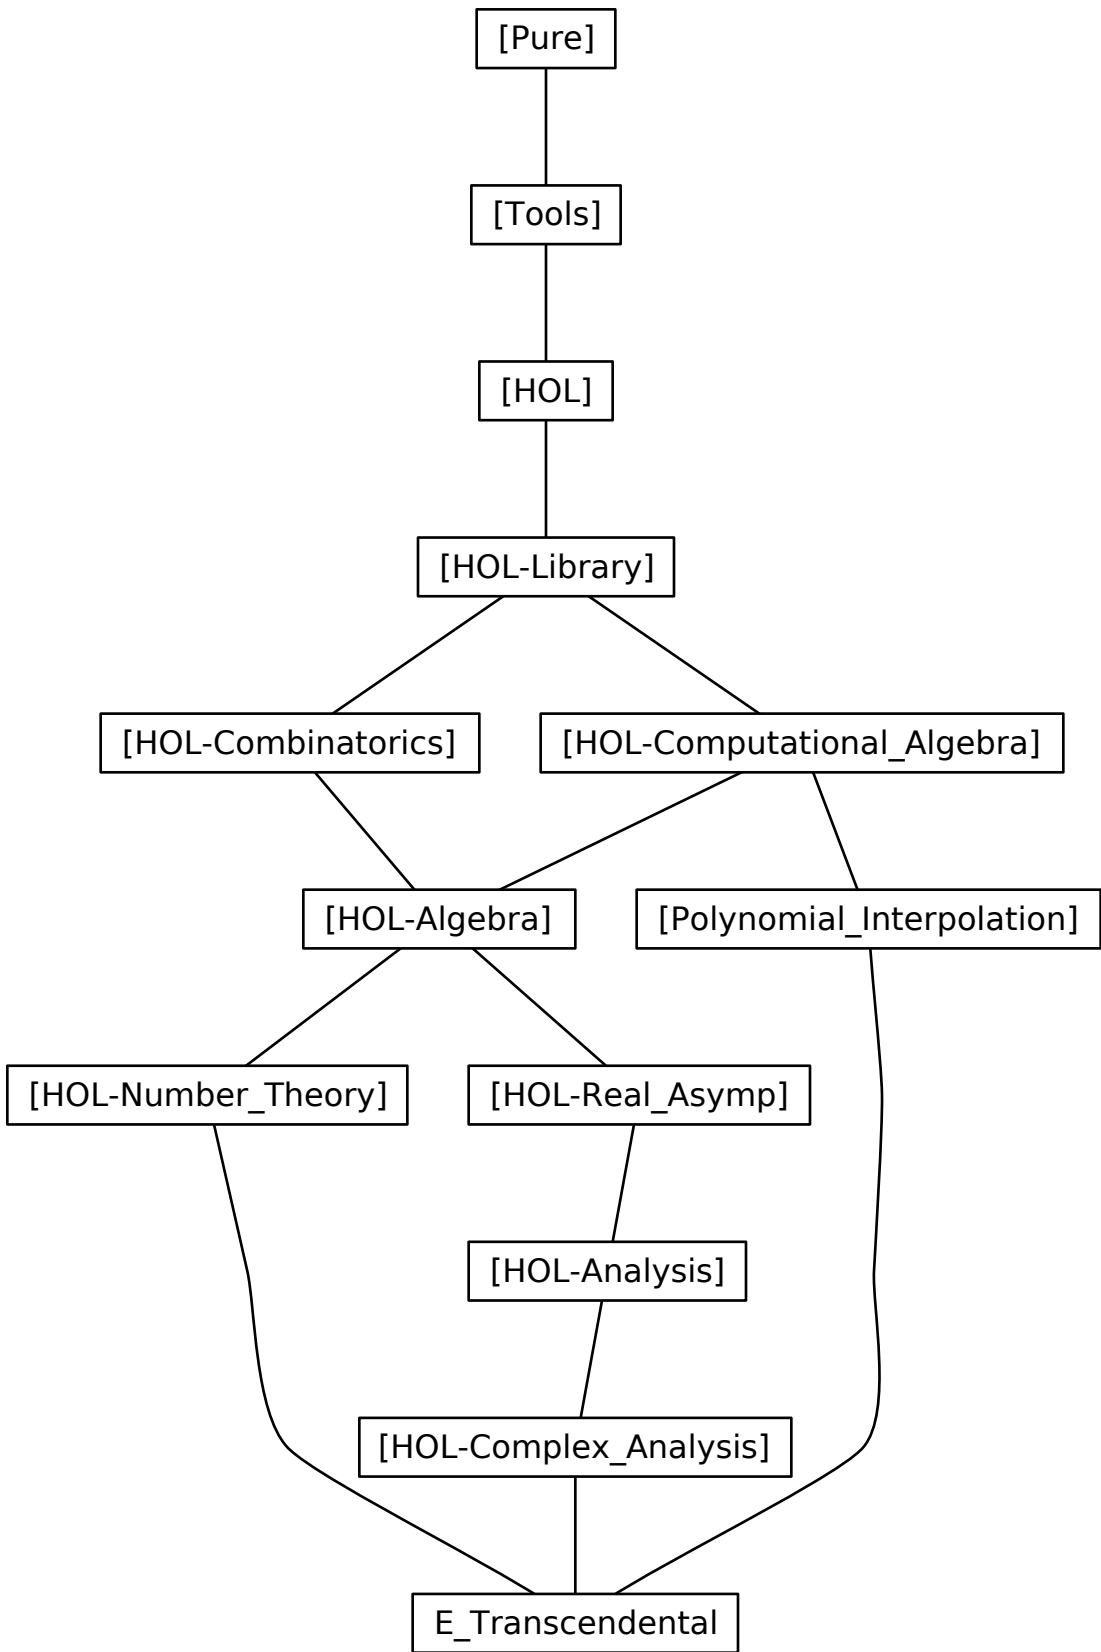 [Pure]
[Tools]
[HOL]
[HOL-Library]
[HOL-Combinatorics]
[HOL-Computational_Algebra]
[HOL-Algebra]
[Polynomial_Interpolation]
[HOL-Number_Theory]
[HOL-Real_Asymp]
[HOL-Analysis]
[HOL-Complex_Analysis]
E_Transcendental